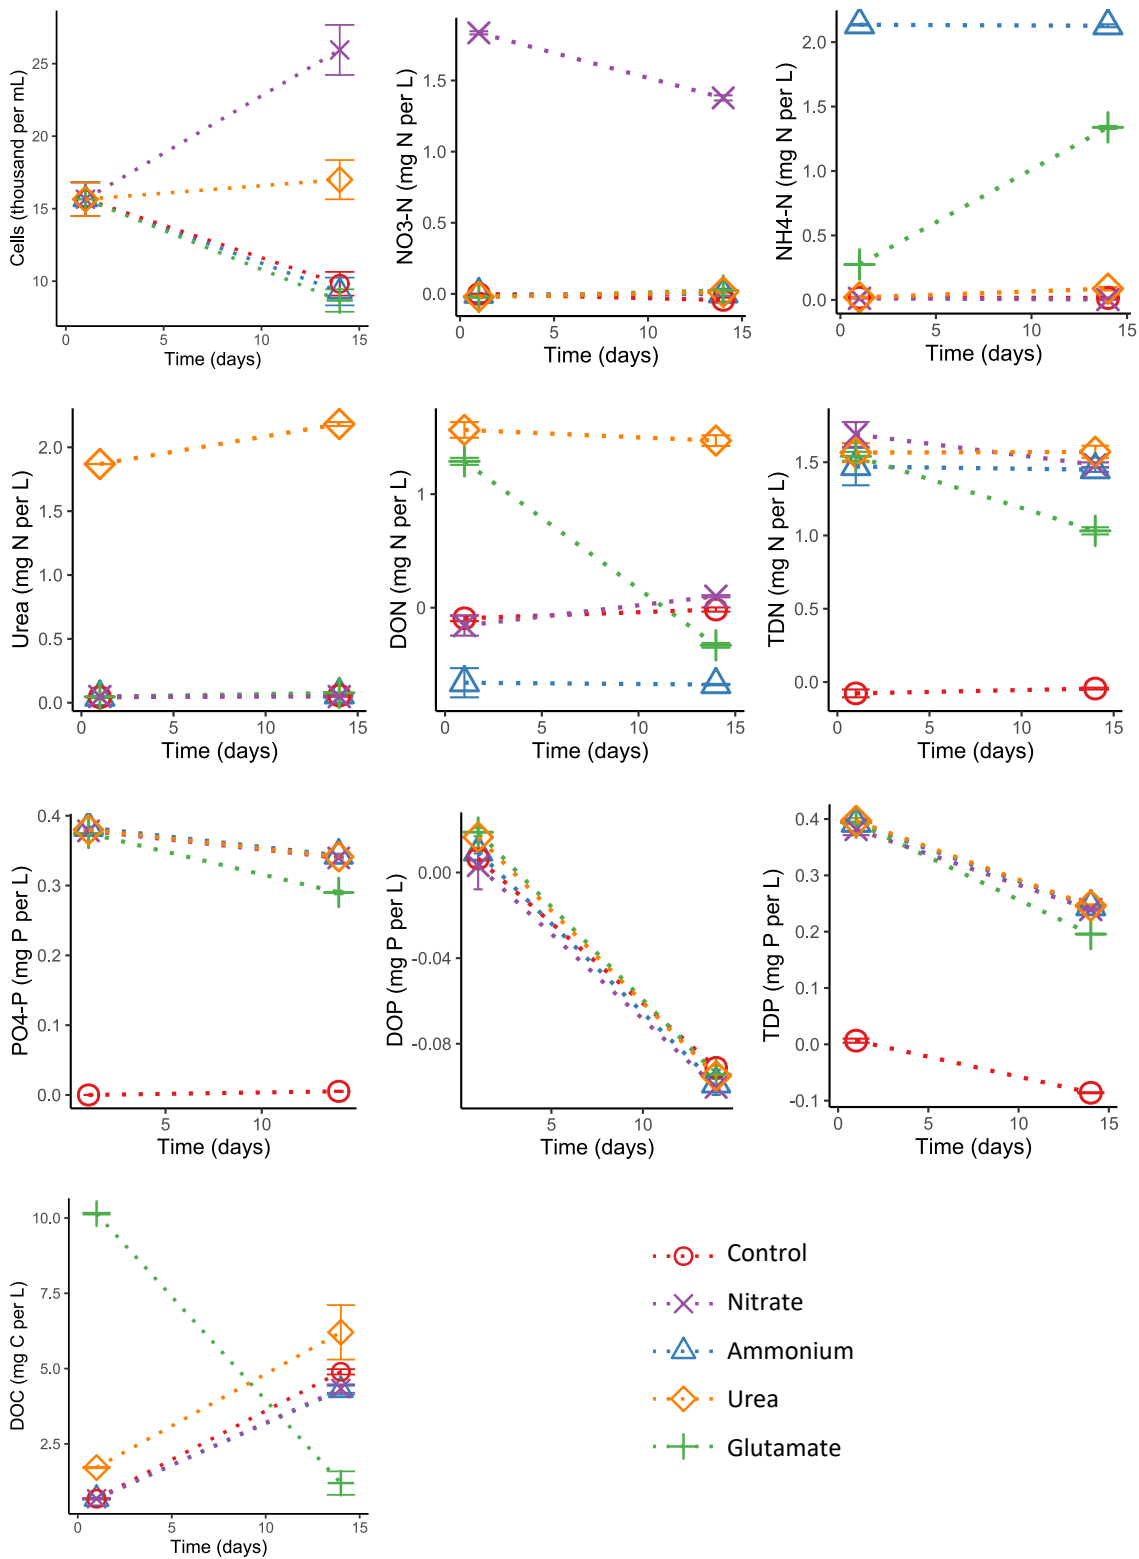 Cells (thousand per mL)
25
20
15
10
0 5 10 15
Time (days)
NO3-N (mg N per L)
1.5
1.0
0.5
0.0
0 5 10 15
Time (days)
NH4-N (mg N per L)
2.0
1.5
1.0
0.5
0.0
0 5 10 15
Time (days)
Urea (mg N per L)
2.0
1.5
1.0
0.5
0.0
0 5 10 15
Time (days)
DON (mg N per L)
1
0
0 5 10 15
Time (days)
TDN (mg N per L)
1.5
1.0
0.5
0.0
0 5 10 15
Time (days)
PO4-P (mg P per L)
0.4
0.3
0.2
0.1
0.0
5 10
Time (days)
DOP (mg P per L)
0.00
-0.04
-0.08
5 10
Time (days)
TDP (mg P per L)
0.4
0.3
0.2
0.1
0.0
-0.1
0 5 10 15
Time (days)
DOC (mg C per L)
10.0
7.5
5.0
2.5
0 5 10 15
Time (days)
Control
Nitrate
Ammonium
Urea
Glutamate